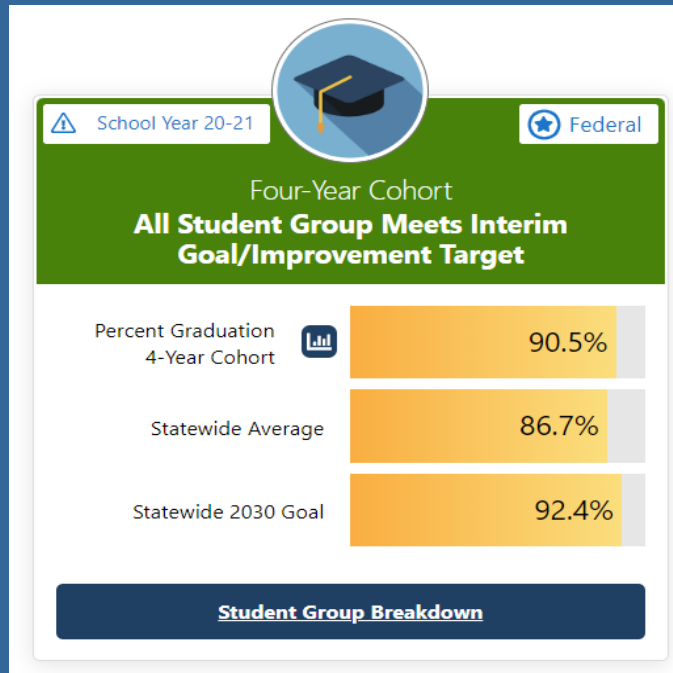 School Year 20-21
Federal
Four-Year Cohort
All Student Group Meets Interim
Goal/Improvement Target
Percent Graduation
4-Year Cohort
90.5%
Statewide Average
86.7%
Statewide 2030 Goal
92.4%
Student Group Breakdown